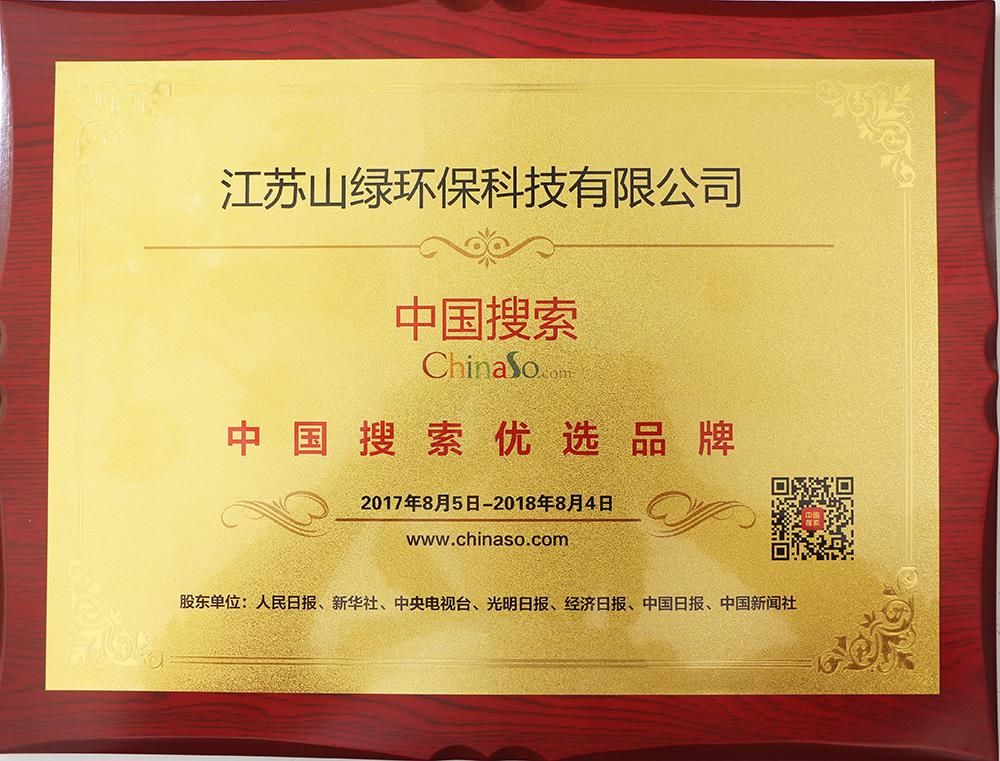 江苏山绿环保科技有限公司
中国搜索
ChinaSo.com
中国搜索优选品牌
2017年8月5日-2018年8月4日
www.chinaso.com
中国
搜索
股东单位：人民日报、新华社、中央电视台、光明日报、经济日报、中国日报、中国新闻社